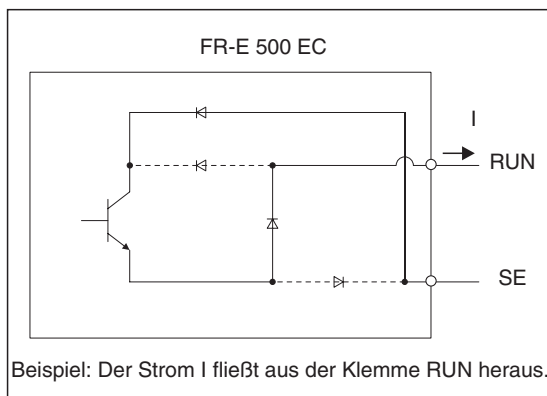 FR-E 500 EC
I
RUN
SE
Beispiel: Der Strom I fließt aus der Klemme RUN heraus.